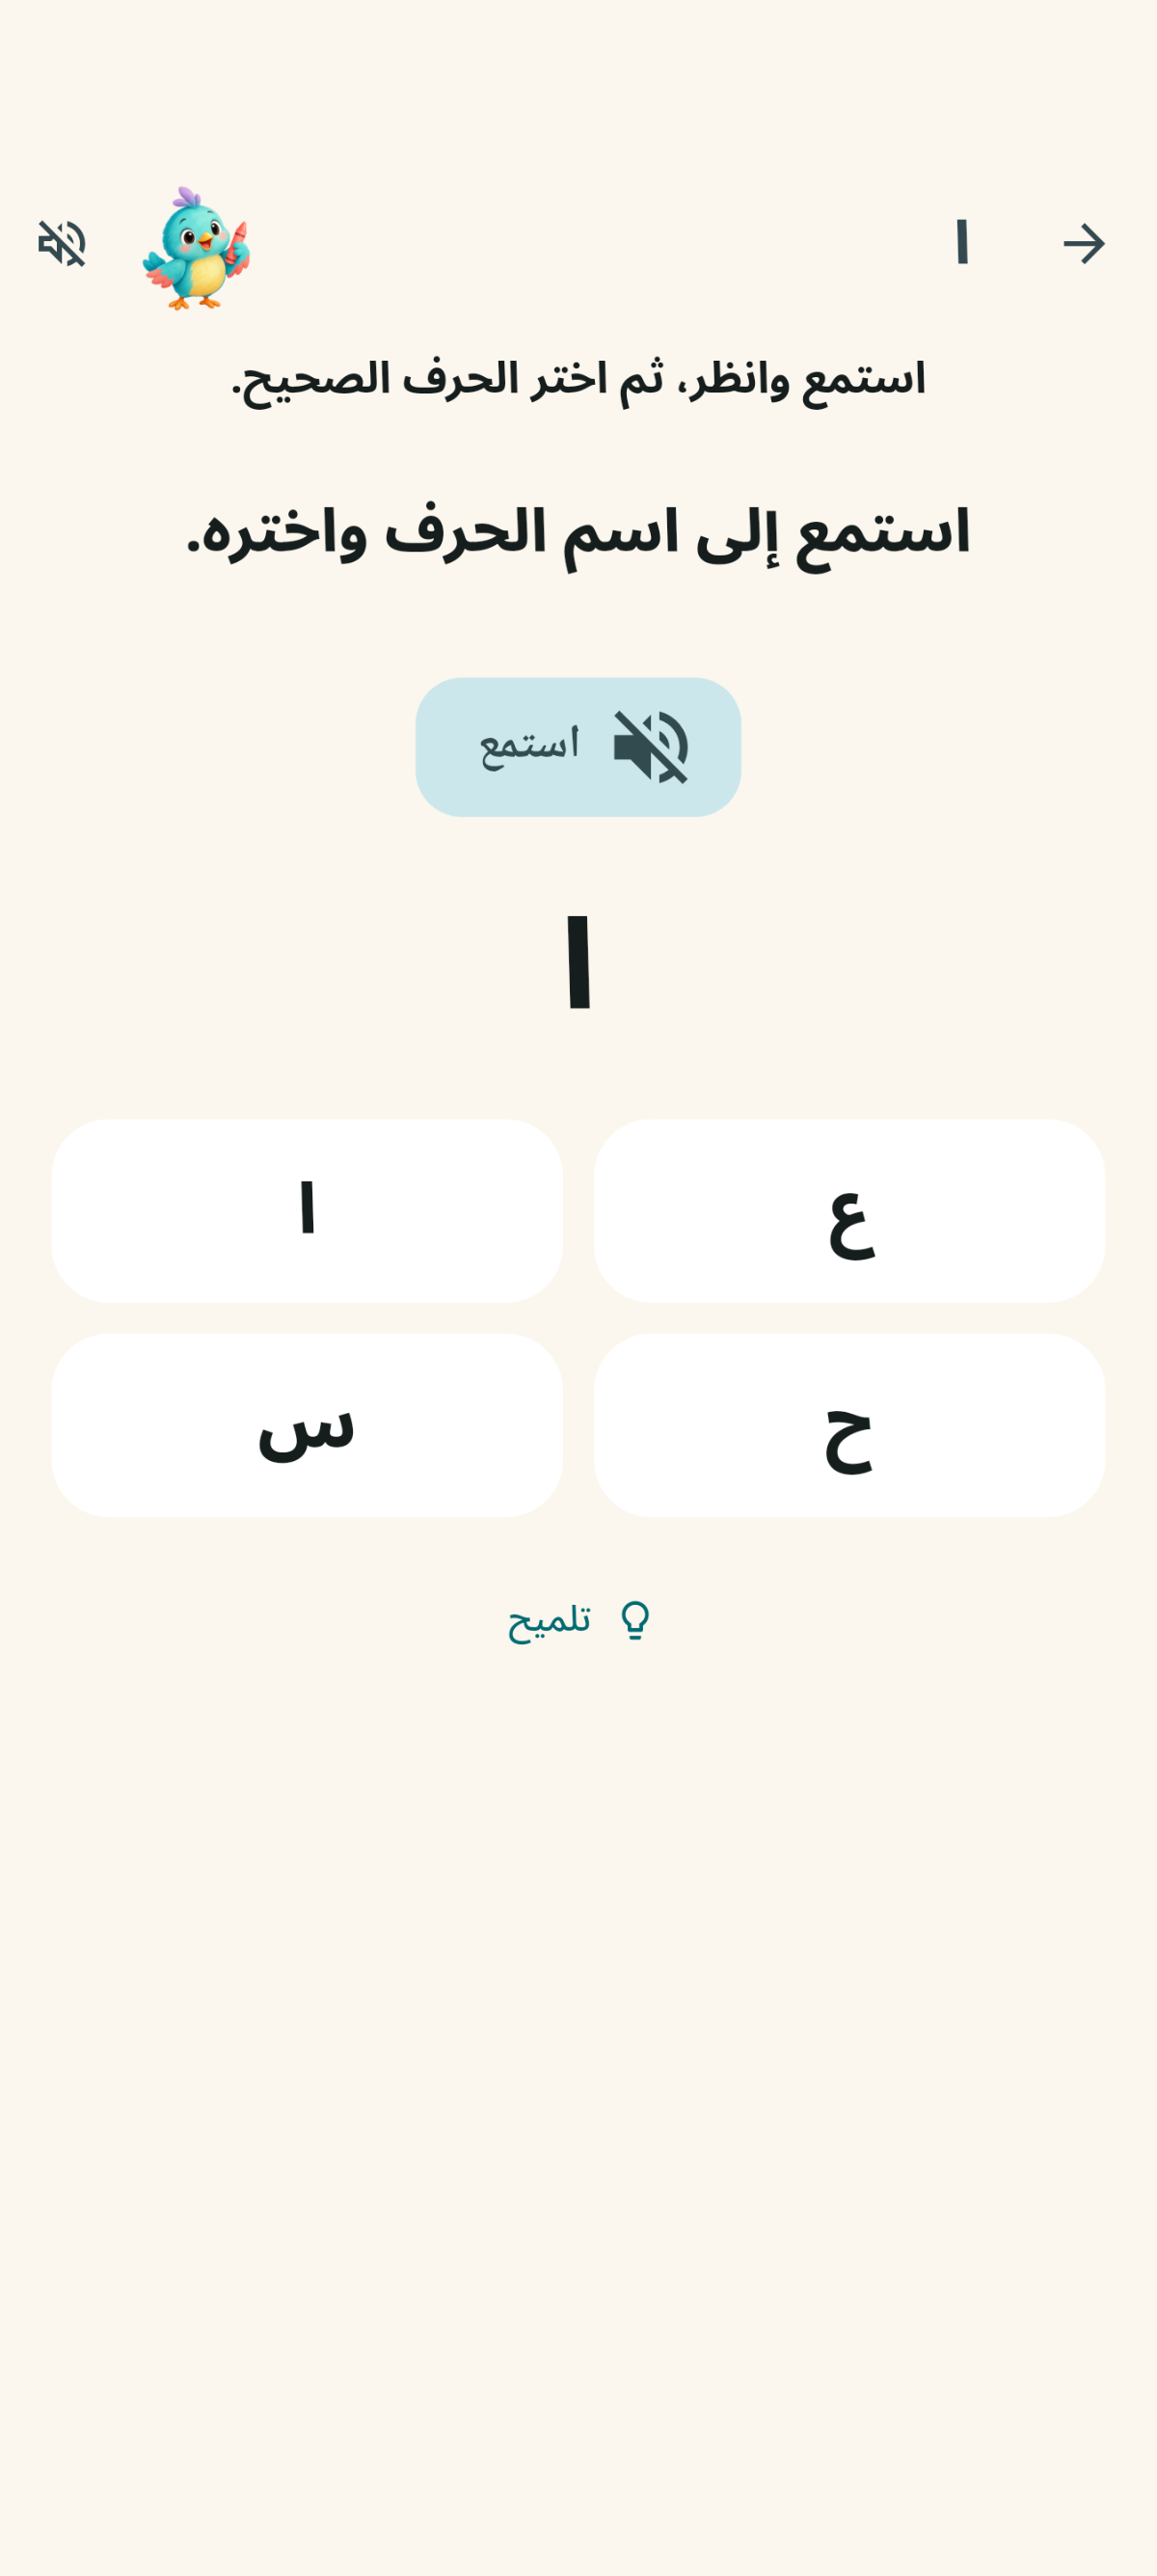 ا
استمع وانظر، ثم اختر الحرف الصحيح.
استمع إلى اسم الحرف واختره.
استمع
ا
ع
ا
ح
س
تلميح